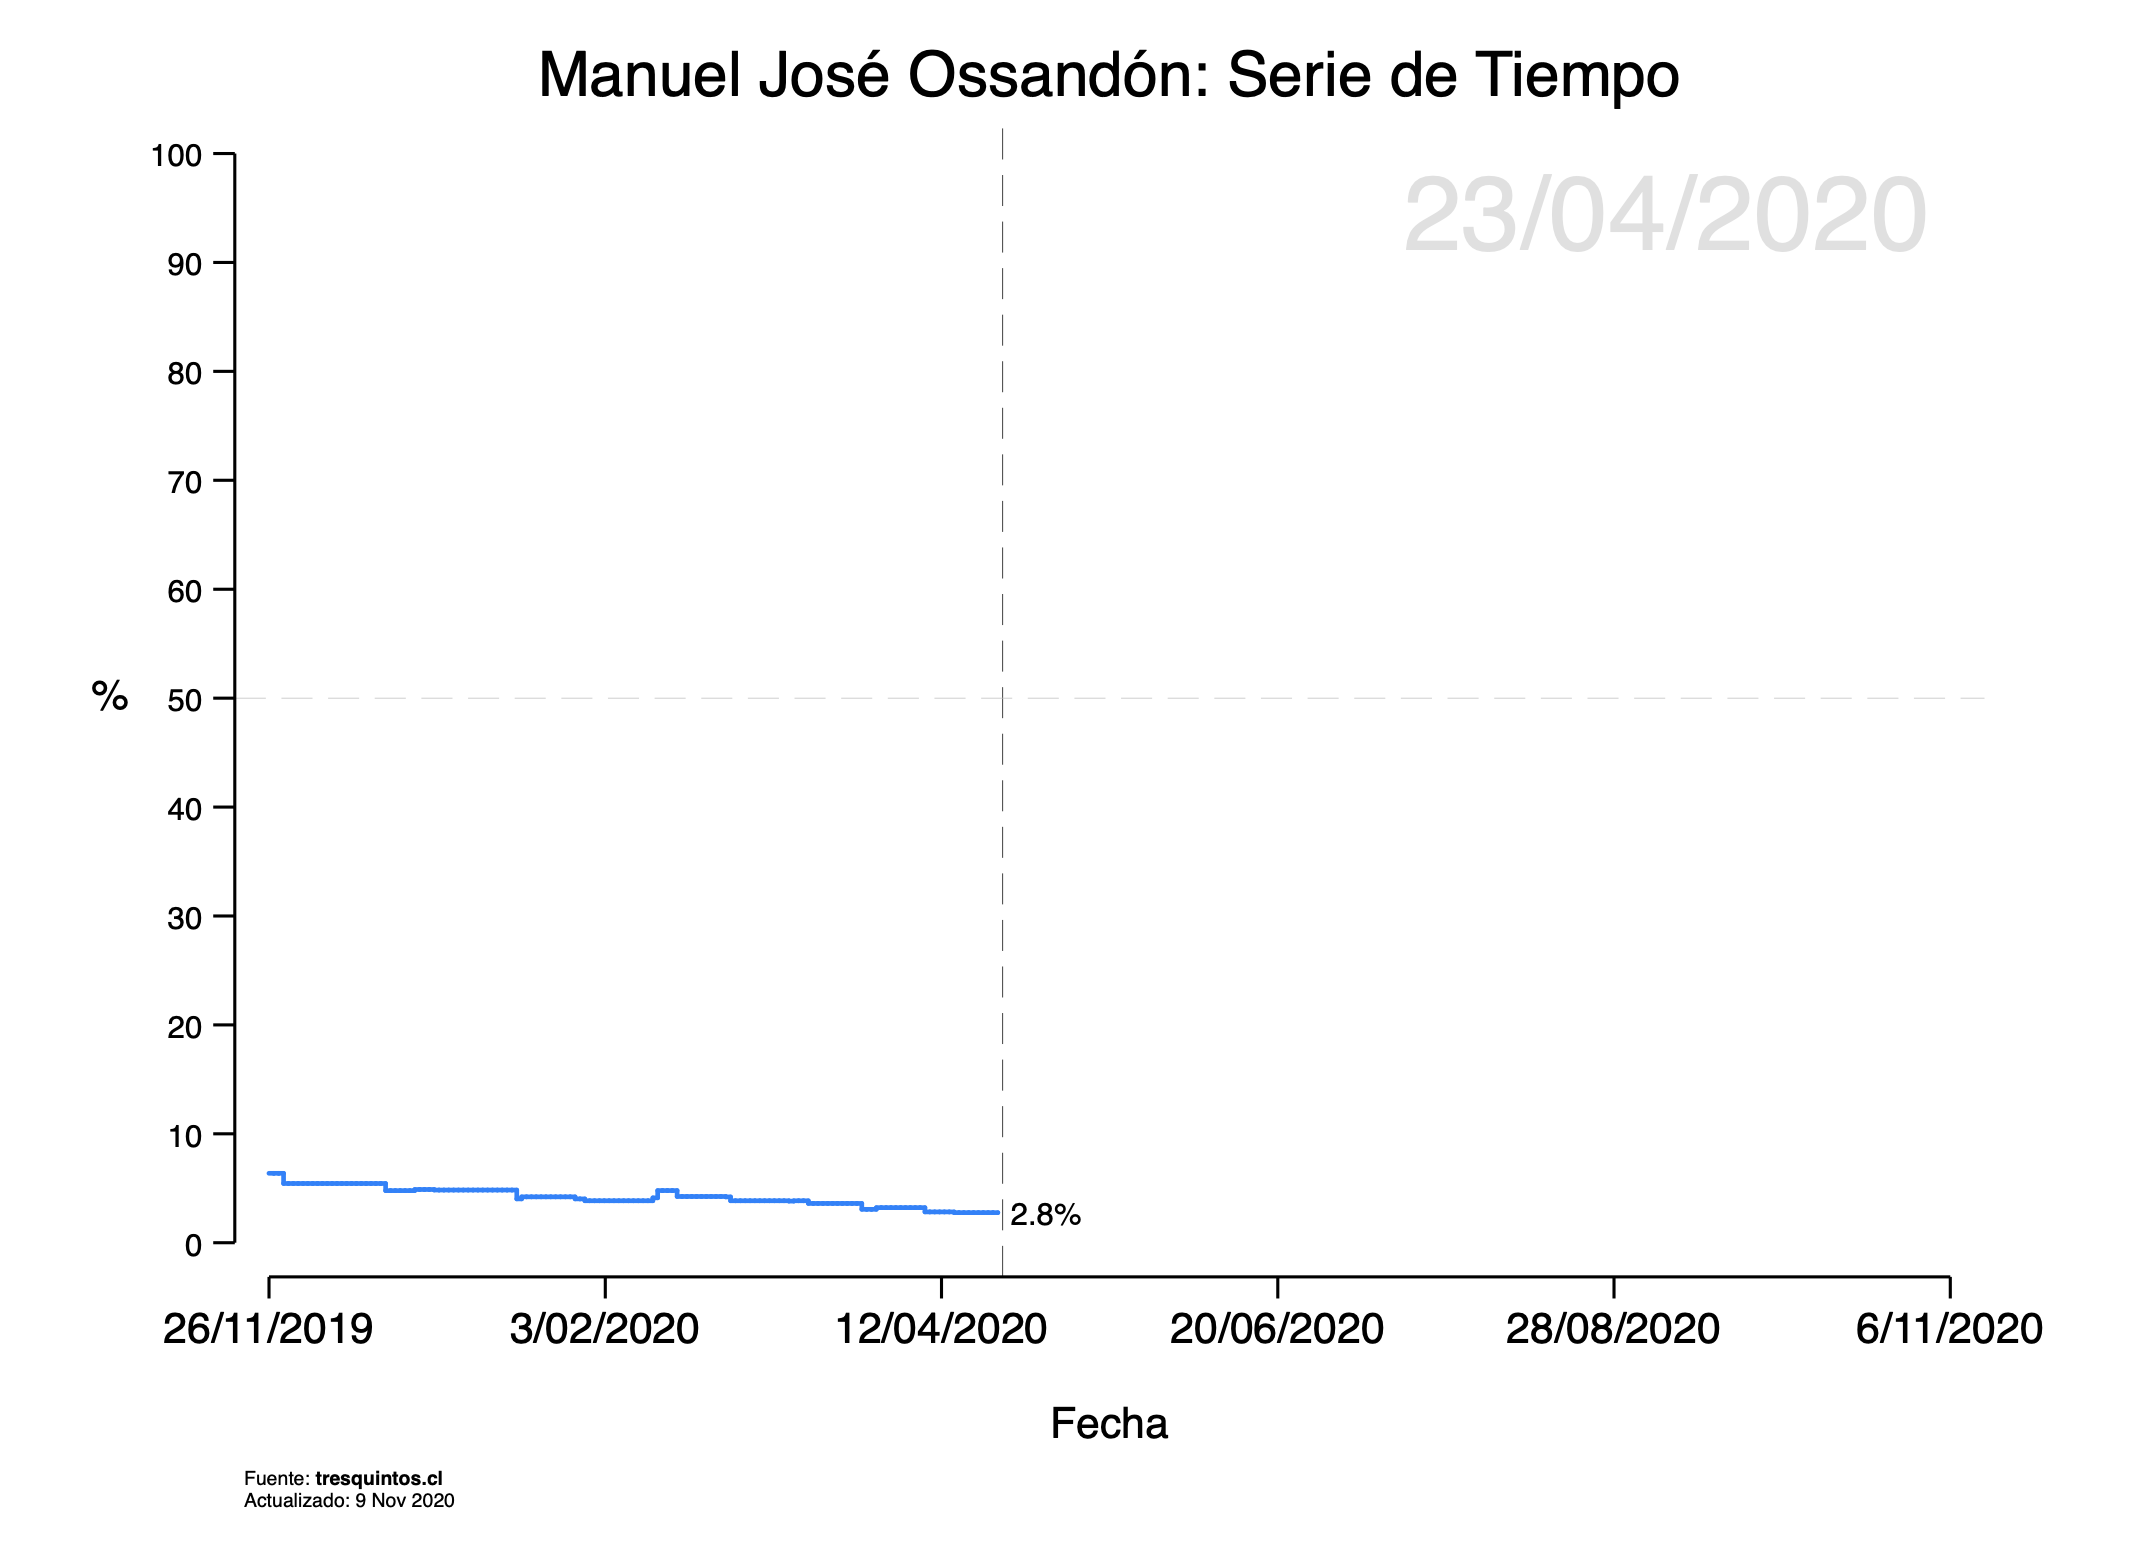 Manuel José Ossandón: Serie de Tiempo
23/04/2020
100
90
80
70
60
50
40
30
20
10
0
%
2.8%
26/11/2019 3/02/2020 12/04/2020 20/06/2020 28/08/2020 6/11/2020
Fecha
Fuente: tresquintos.cl
Actualizado: 9 Nov 2020